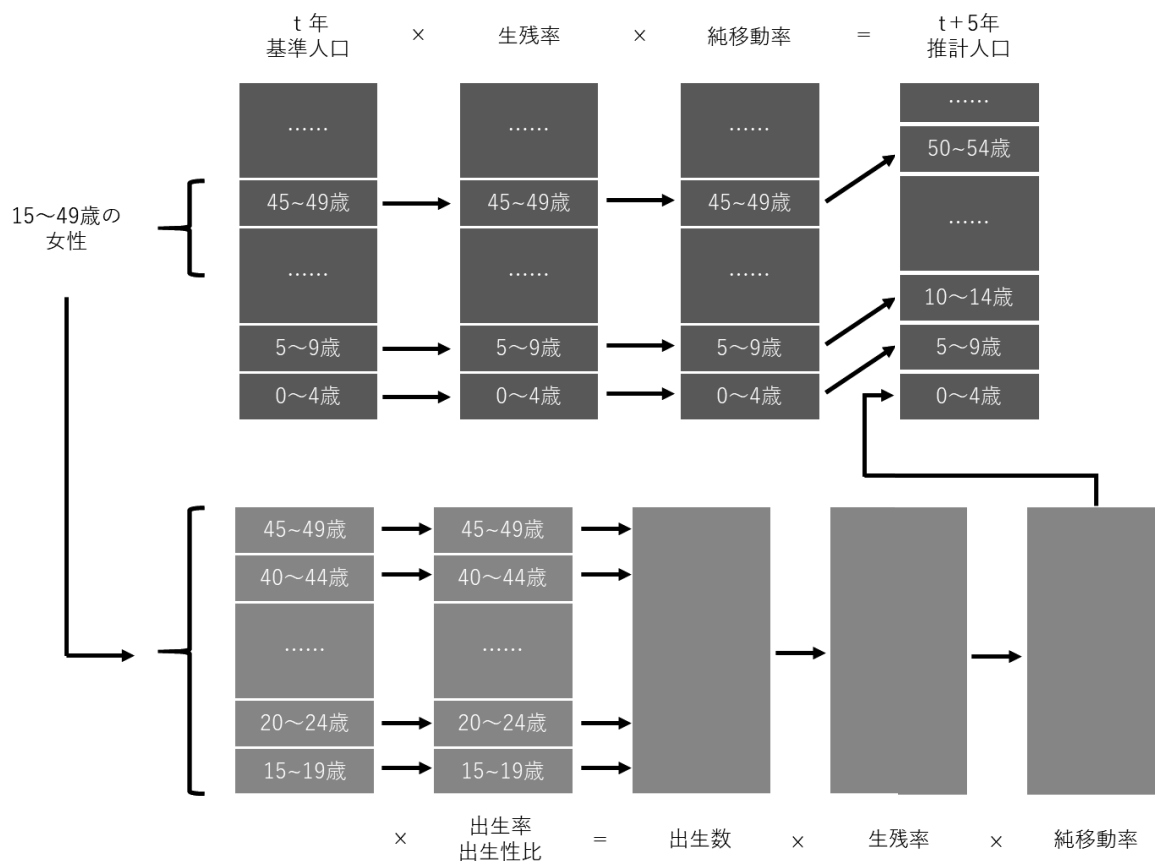 t 年
基準人口
×
生残率
×
純移動率
=
t+5年
推計人口
……
……
……
……
50~54歳
45~49歳
45~49歳
45~49歳
15～49歳の
女性
……
……
……
……
10～14歳
5～9歳
5～9歳
5～9歳
5～9歳
0～4歳
0～4歳
0～4歳
0～4歳
45~49歳
45~49歳
40～44歳
40～44歳
……
……
20～24歳
20～24歳
15~19歳
15~19歳
×
出生率
出生性比
=
出生数
×
生残率
×
純移動率